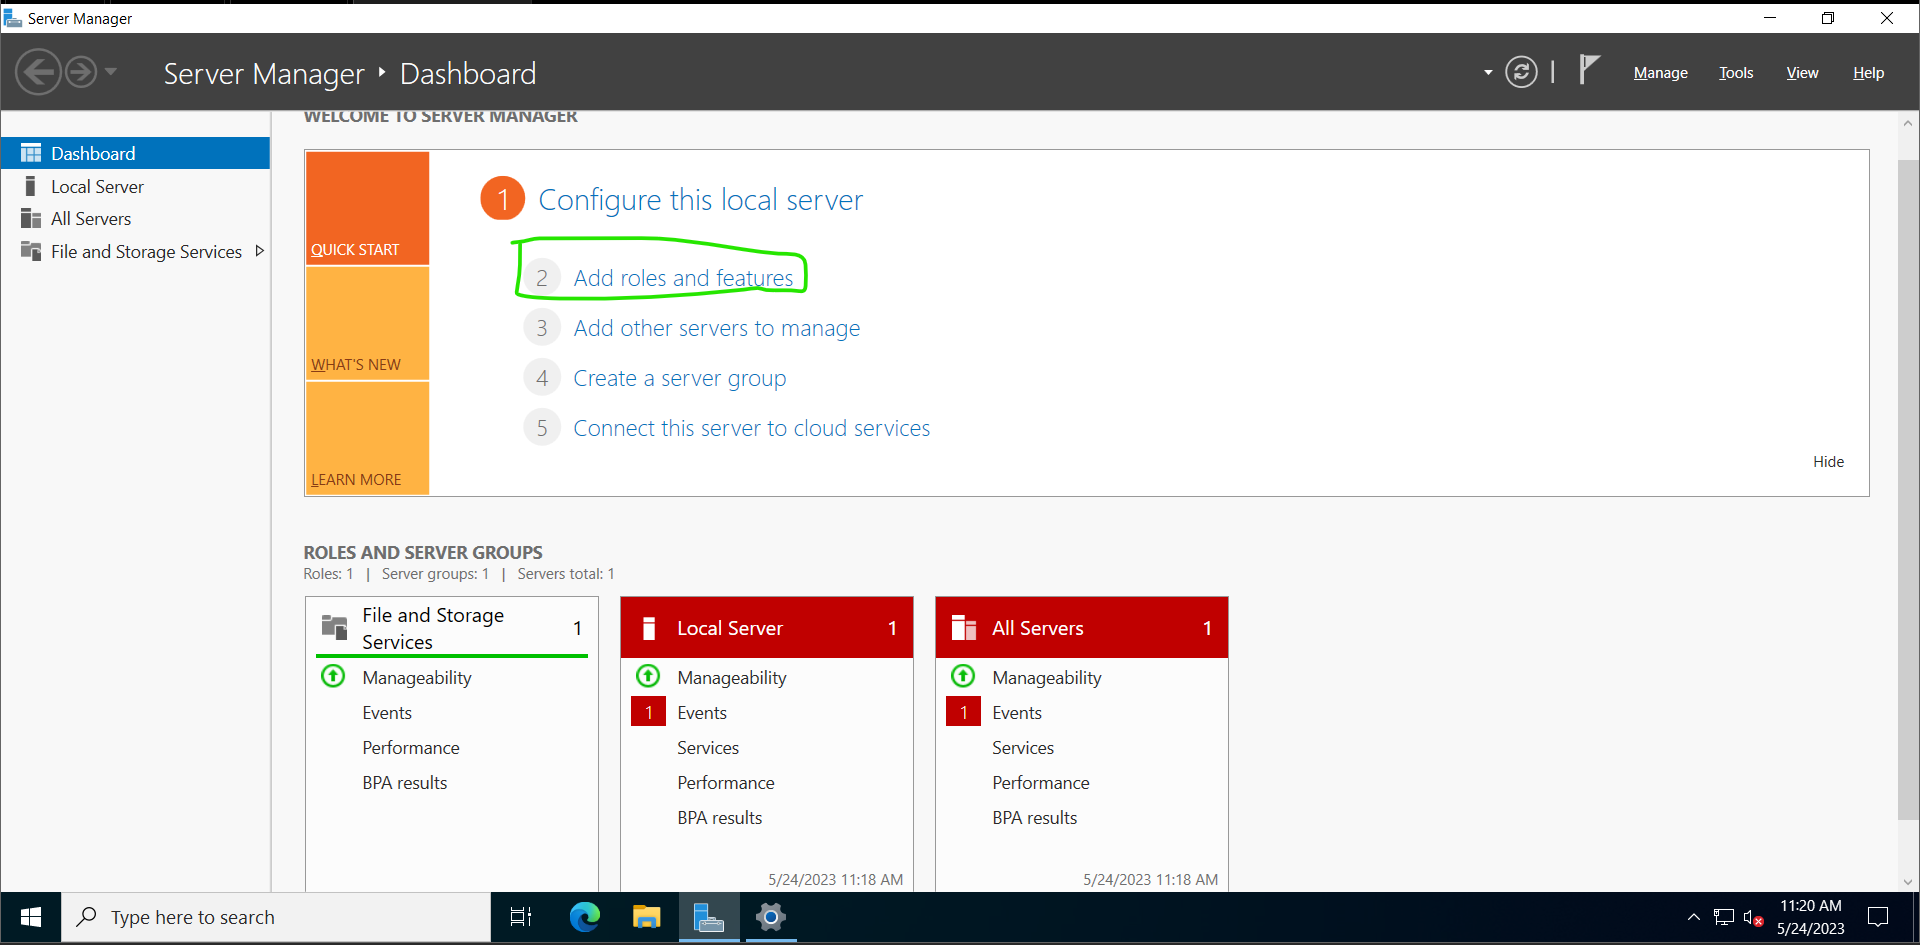 Server Manager
Server Manager ‣ Dashboard
Manage Tools View Help
Dashboard
Local Server
All Servers
File and Storage Services
WELCOME TO SERVER MANAGER
QUICK START
WHAT'S NEW
LEARN MORE
1 Configure this local server
2 Add roles and features
3 Add other servers to manage
4 Create a server group
5 Connect this server to cloud services
Hide
ROLES AND SERVER GROUPS
Roles: 1 | Server groups: 1 | Servers total: 1
File and Storage
Services 1
Manageability
Events
Performance
BPA results
Local Server 1
Manageability
1 Events
Services
Performance
BPA results
5/24/2023 11:18 AM
All Servers 1
Manageability
1 Events
Services
Performance
BPA results
5/24/2023 11:18 AM
Type here to search
11:20 AM
5/24/2023